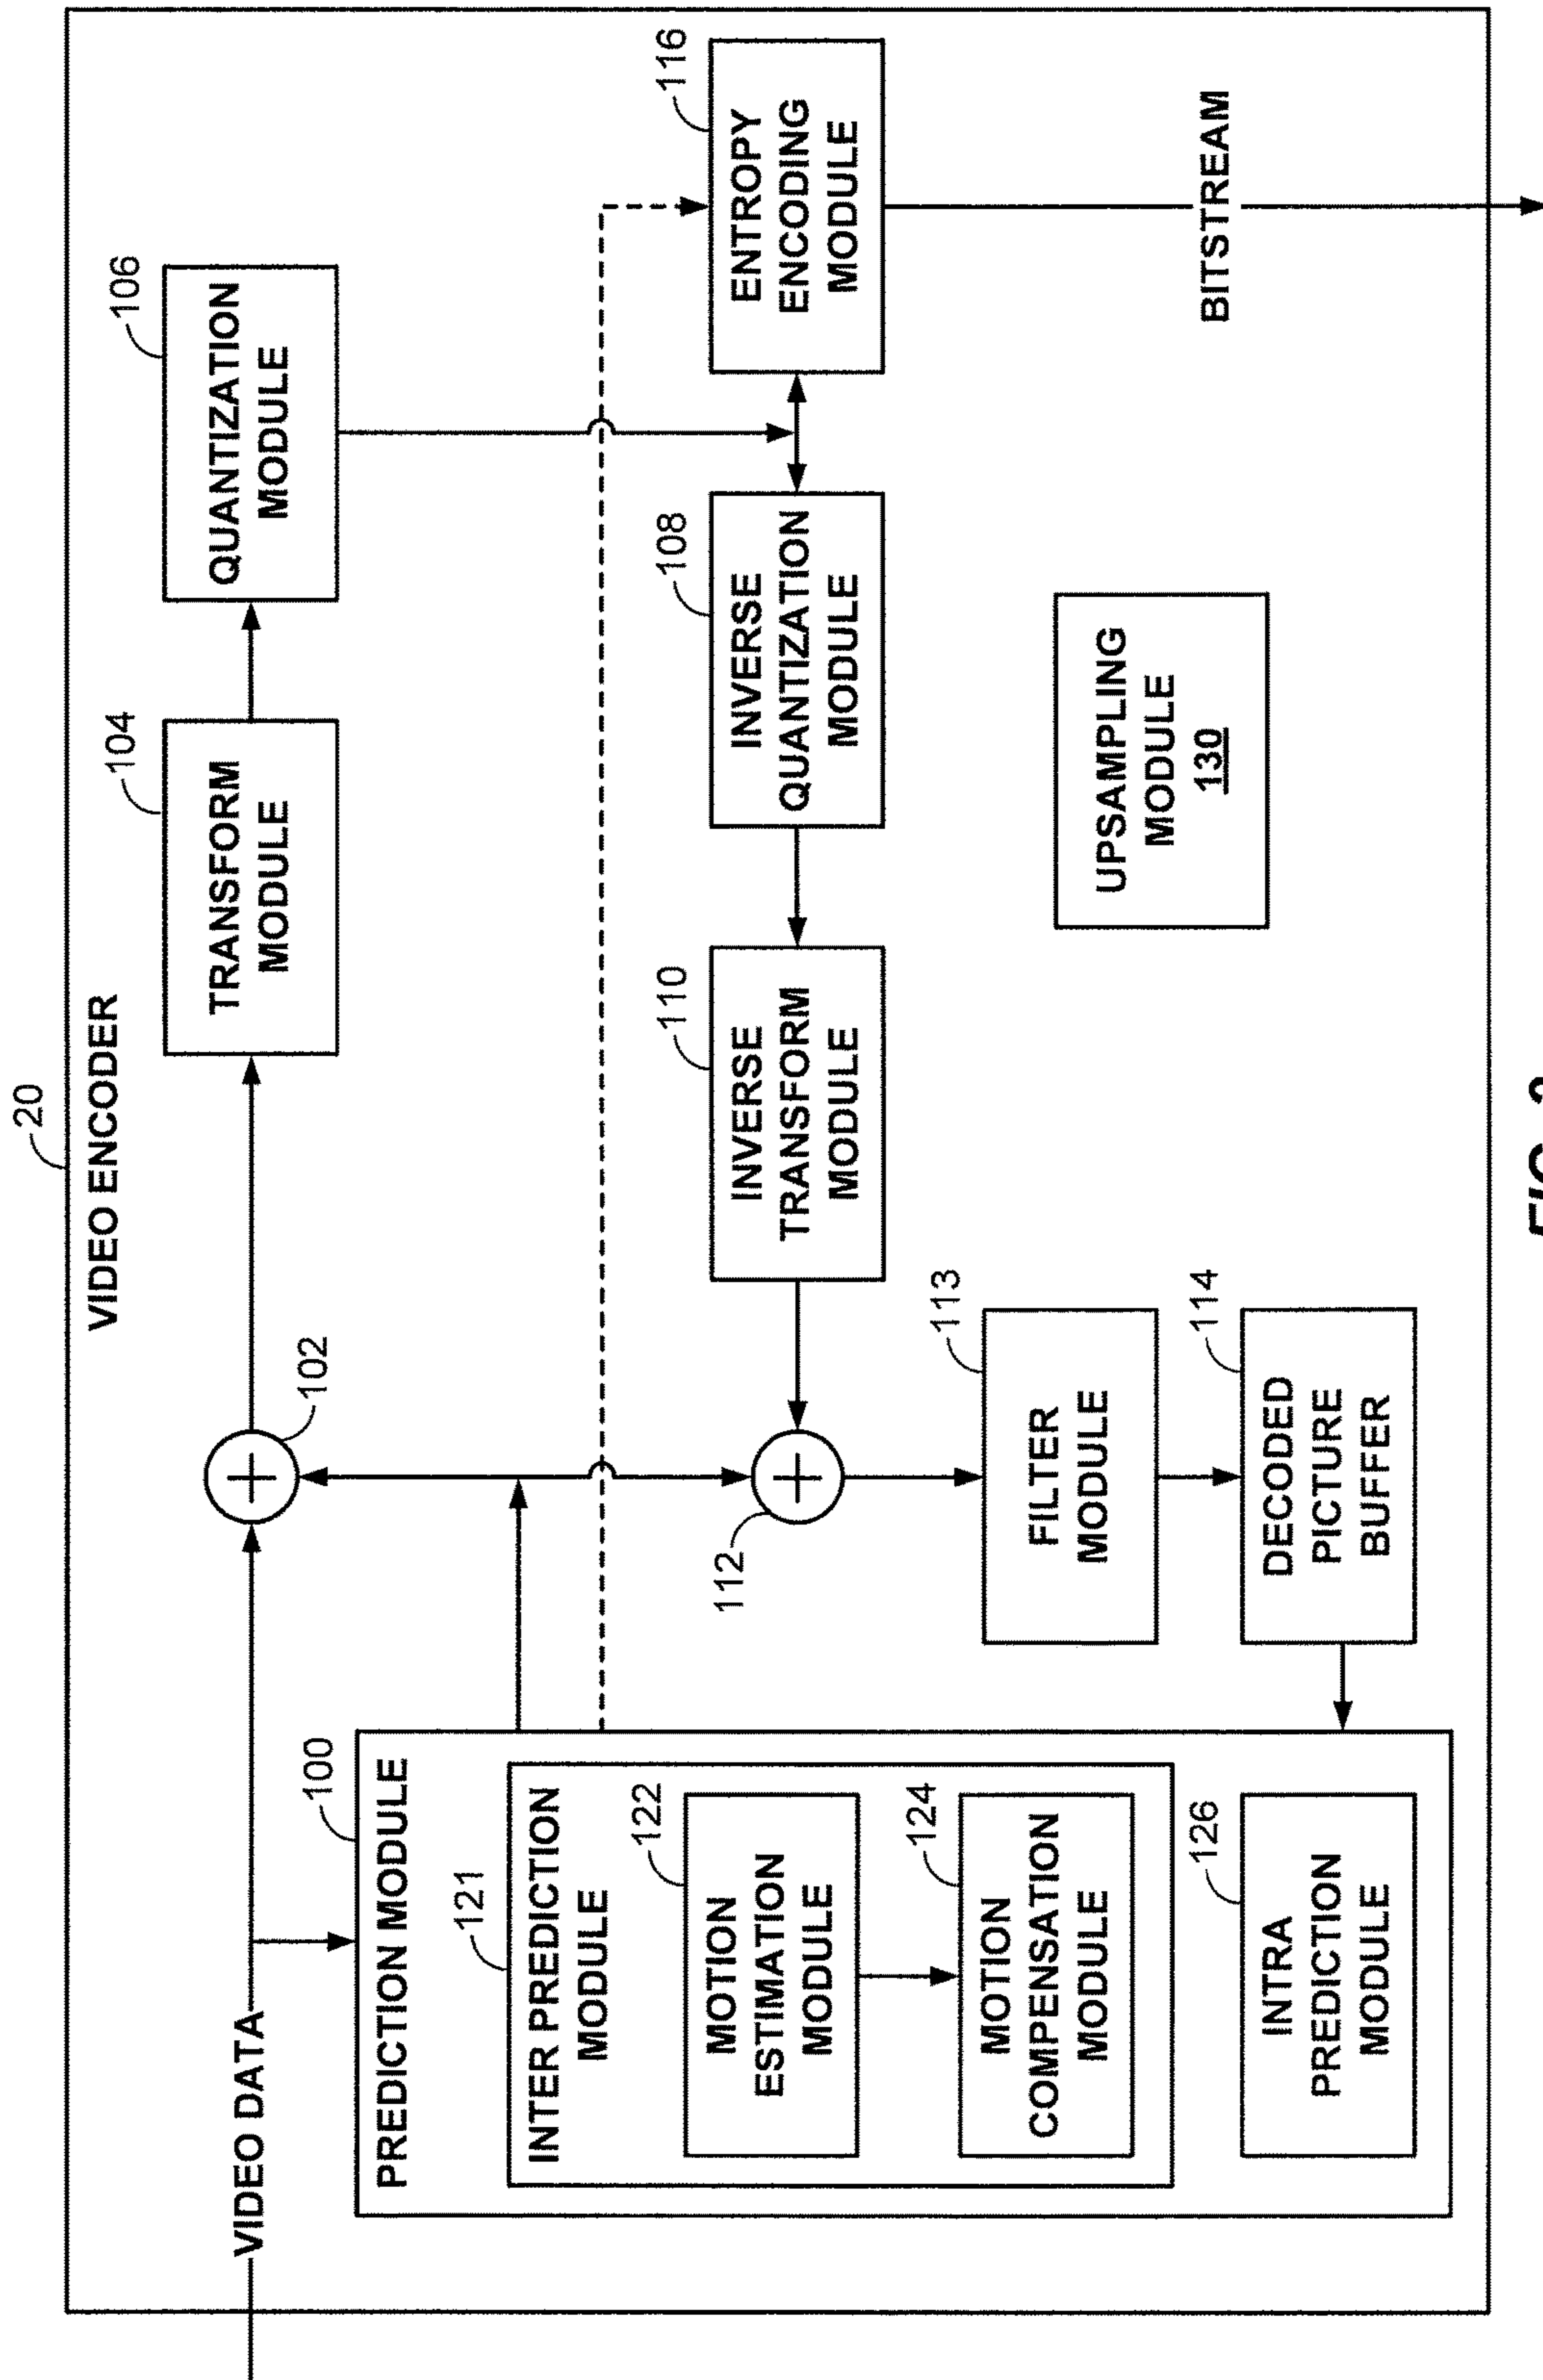 20
VIDEO ENCODER
VIDEO DATA
102
TRANSFORM
MODULE
104
QUANTIZATION
MODULE
106
100
PREDICTION MODULE
121
INTER PREDICTION
MODULE
122
MOTION
ESTIMATION
MODULE
124
MOTION
COMPENSATION
MODULE
126
INTRA
PREDICTION
MODULE
112
INVERSE
TRANSFORM
MODULE
110
INVERSE
QUANTIZATION
MODULE
108
ENTROPY
ENCODING
MODULE
116
FILTER
MODULE
113
DECODED
PICTURE
BUFFER
114
UPSAMPLING
MODULE
130
BITSTREAM
FIG.